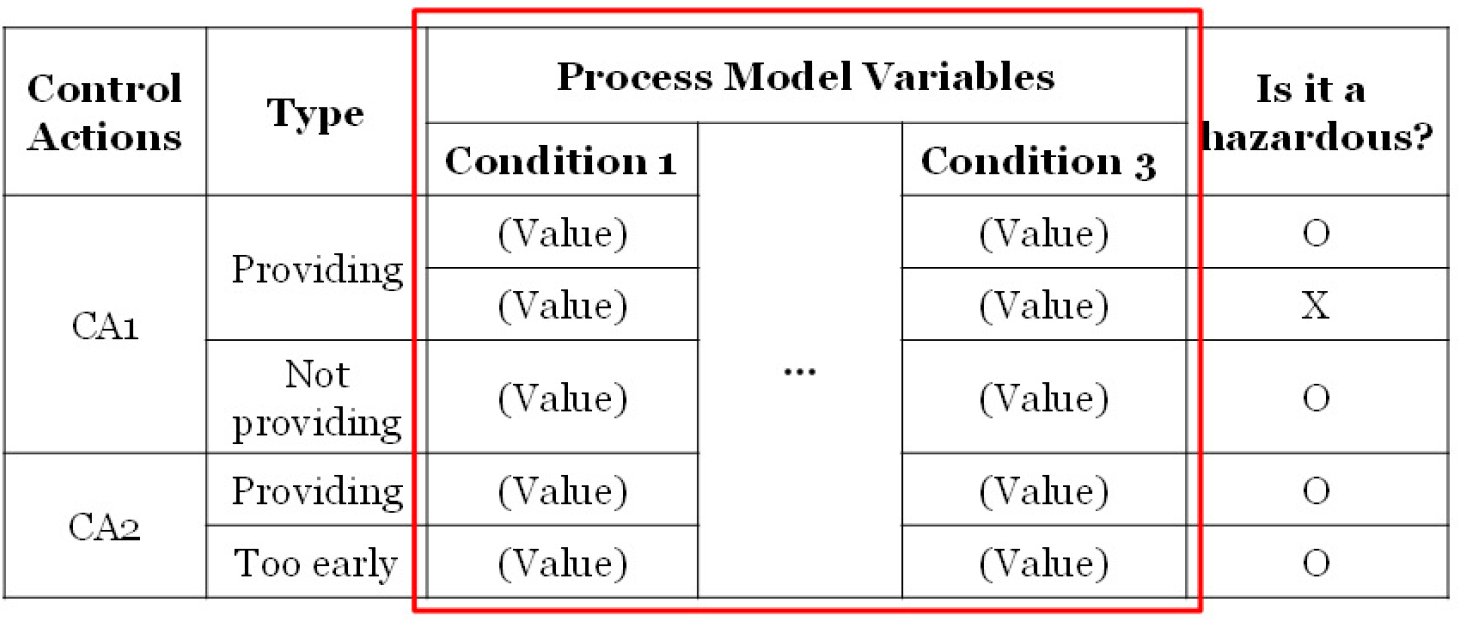 Control Actions
Type
Process Model Variables
Is it a hazardous?
Condition 1
Condition 3
CA1
Providing
(Value)
...
(Value)
O
(Value)
(Value)
X
Not providing
(Value)
(Value)
O
CA2
Providing
(Value)
(Value)
O
Too early
(Value)
(Value)
O